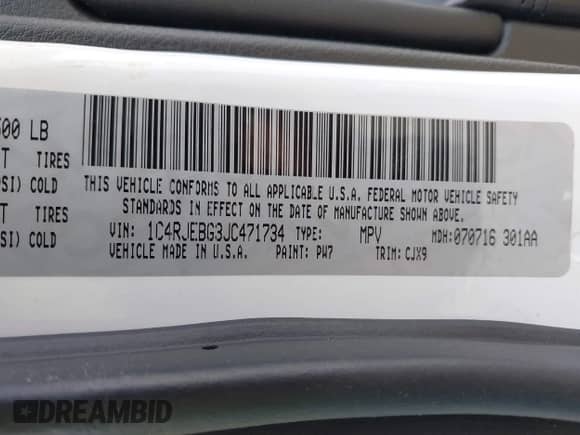 500 LB
T TIRES
PSI) COLD
T TIRES
SI) COLD
THIS VEHICLE CONFORMS TO ALL APPLICABLE U.S.A. FEDERAL MOTOR VEHICLE SAFETY
STANDARDS IN EFFECT ON THE DATE OF MANUFACTURE SHOWN ABOVE.
VIN: 1C4RJEBG3JC471734 TYPE: MPV MDH:070716 301AA
VEHICLE MADE IN U.S.A. PAINT: PW7 TRIM: CJX9
DREAMBID